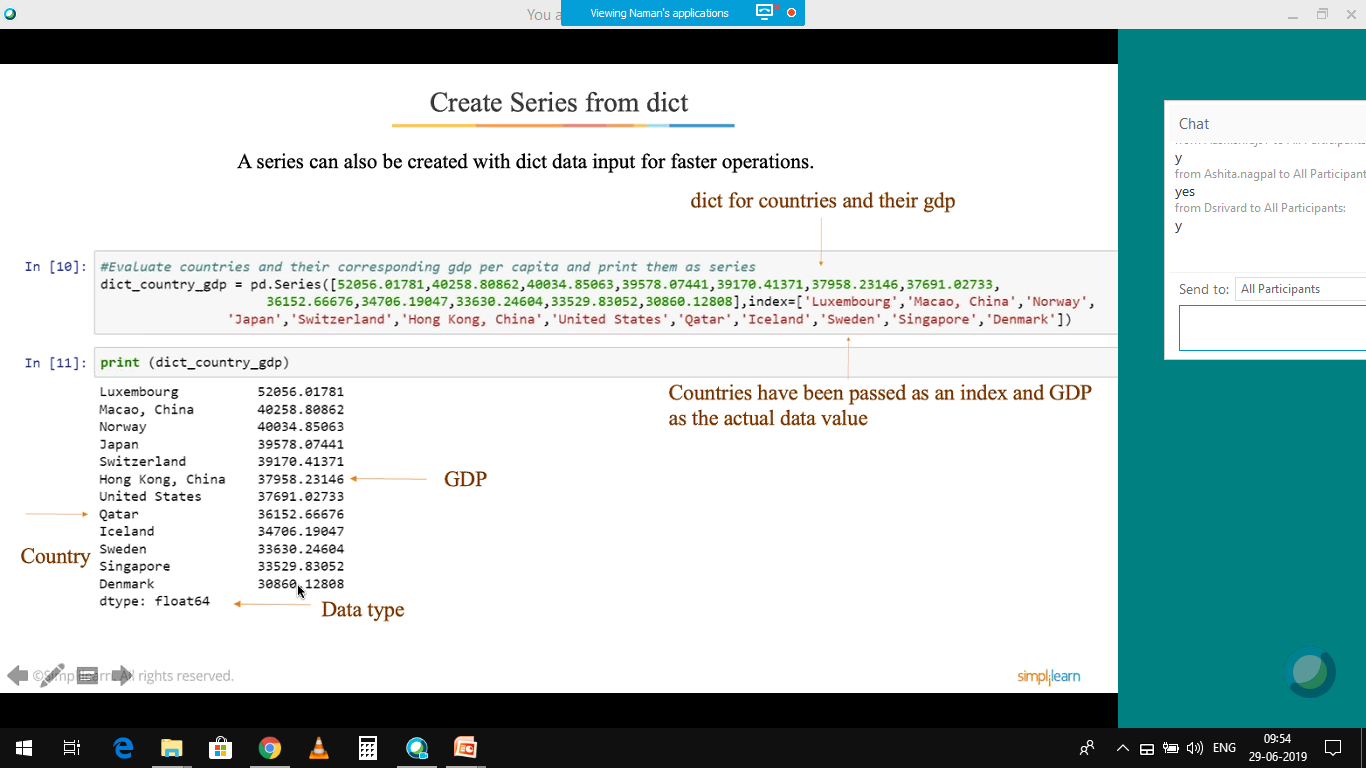 You a
Viewing Naman's applications
Create Series from dict
A series can also be created with dict data input for faster operations.
dict for countries and their gdp
In [10]:
#Evaluate countries and their corresponding gdp per capita and print them as series
dict_country_gdp = pd.Series([52056.01781,40258.80862,40034.85063,39578.07441,39170.41371,37958.23146,37691.02733,
36152.66676,34706.19047,33630.24604,33529.83052,30860.12808],index=['Luxembourg','Macao, China','Norway',
'Japan','Switzerland','Hong Kong, China','United States','Qatar','Iceland','Sweden','Singapore','Denmark'])
In [11]:
print (dict_country_gdp)
Luxembourg 52056.01781
Macao, China 40258.80862
Norway 40034.85063
Japan 39578.07441
Switzerland 39170.41371
Hong Kong, China 37958.23146
United States 37691.02733
Qatar 36152.66676
Iceland 34706.19047
Sweden 33630.24604
Singapore 33529.83052
Denmark 30860.12808
dtype: float64
Countries have been passed as an index and GDP
as the actual data value
GDP
Country
Data type
©Simplilearn. All rights reserved.
simplilearn
Chat
y
from Ashita.nagpal to All Participant
yes
from Dsrivard to All Participants:
y
Send to: All Participants
ENG
09:54
29-06-2019